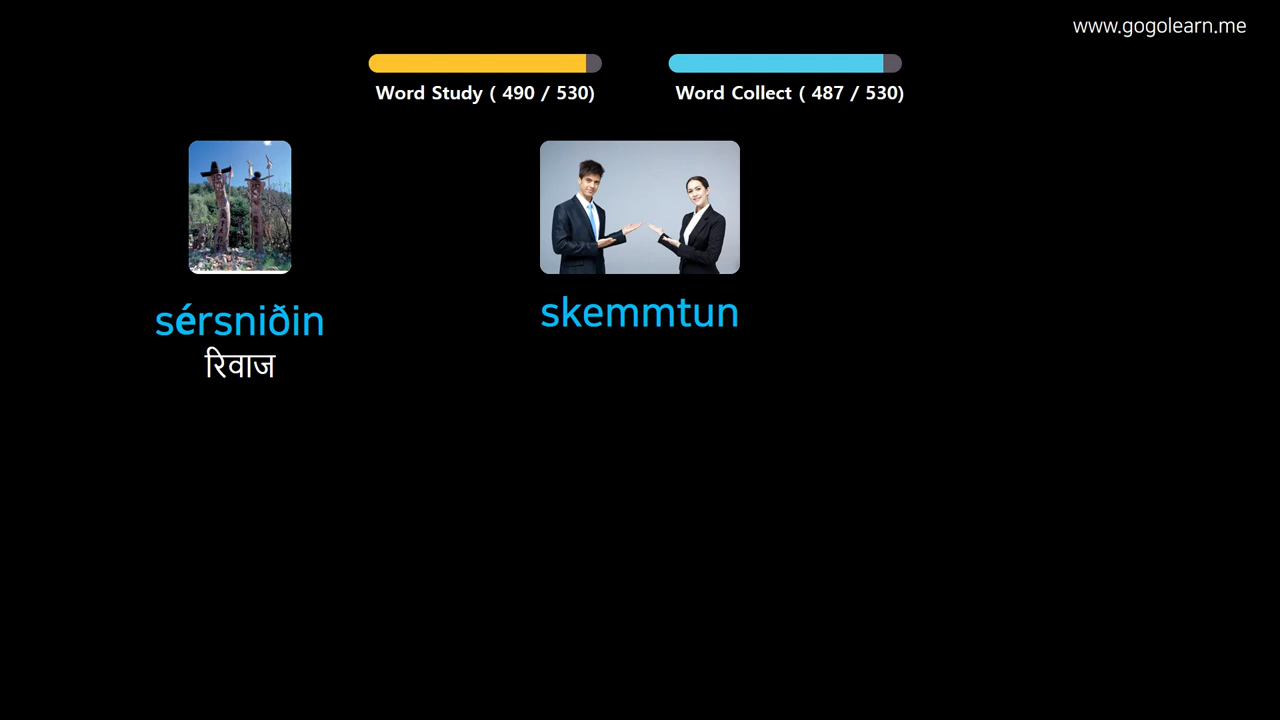 www.gogolearn.me
Word Study ( 490 / 530)
Word Collect ( 487 / 530)
sérsniðin
रिवाज
skemmtun